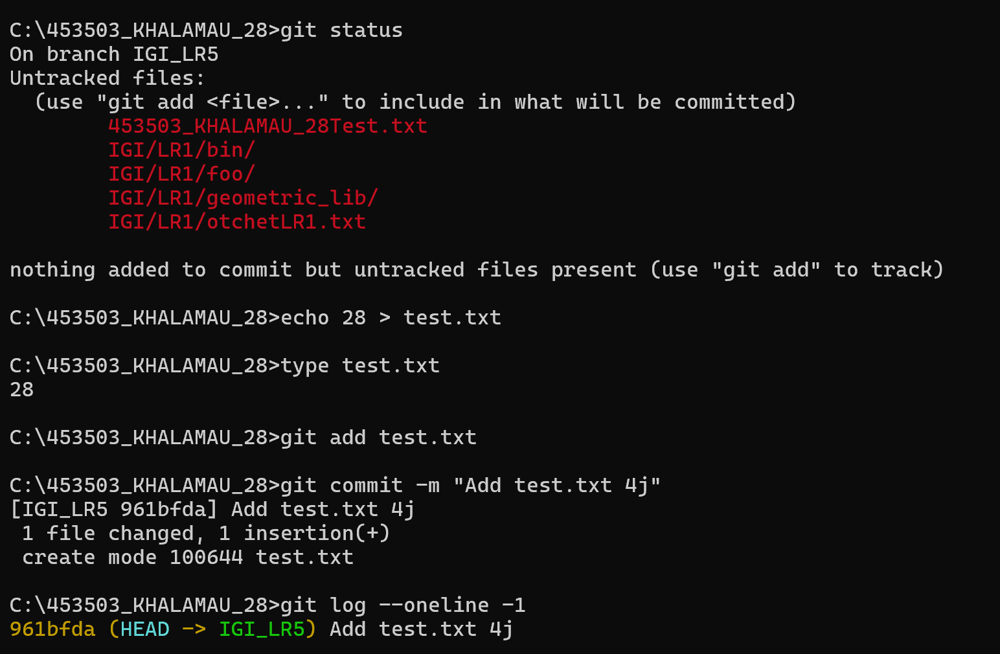 C:\453503_KHALAMAU_28>git status
On branch IGI_LR5
Untracked files:
  (use "git add <file>..." to include in what will be committed)
        453503_KHALAMAU_28Test.txt
        IGI/LR1/bin/
        IGI/LR1/foo/
        IGI/LR1/geometric_lib/
        IGI/LR1/otchetLR1.txt
nothing added to commit but untracked files present (use "git add" to track)
C:\453503_KHALAMAU_28>echo 28 > test.txt
C:\453503_KHALAMAU_28>type test.txt
28
C:\453503_KHALAMAU_28>git add test.txt
C:\453503_KHALAMAU_28>git commit -m "Add test.txt 4j"
[IGI_LR5 961bfda] Add test.txt 4j
 1 file changed, 1 insertion(+)
 create mode 100644 test.txt
C:\453503_KHALAMAU_28>git log --oneline -1
961bfda (HEAD -> IGI_LR5) Add test.txt 4j